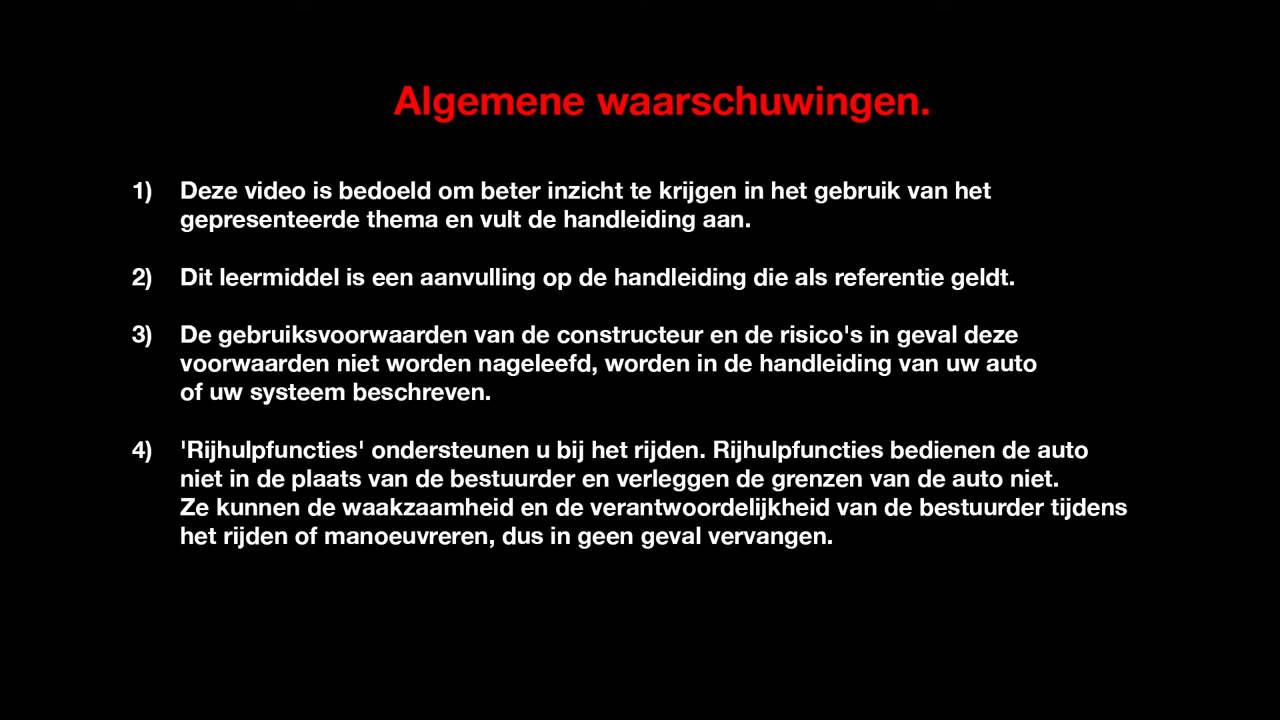 Algemene waarschuwingen.
1) Deze video is bedoeld om beter inzicht te krijgen in het gebruik van het
gepresenteerde thema en vult de handleiding aan.
2) Dit leermiddel is een aanvulling op de handleiding die als referentie geldt.
3) De gebruiksvoorwaarden van de constructeur en de risico's in geval deze
voorwaarden niet worden nageleefd, worden in de handleiding van uw auto
of uw systeem beschreven.
4) 'Rijhulpfuncties' ondersteunen u bij het rijden. Rijhulpfuncties bedienen de auto
niet in de plaats van de bestuurder en verleggen de grenzen van de auto niet.
Ze kunnen de waakzaamheid en de verantwoordelijkheid van de bestuurder tijdens
het rijden of manoeuvreren, dus in geen geval vervangen.